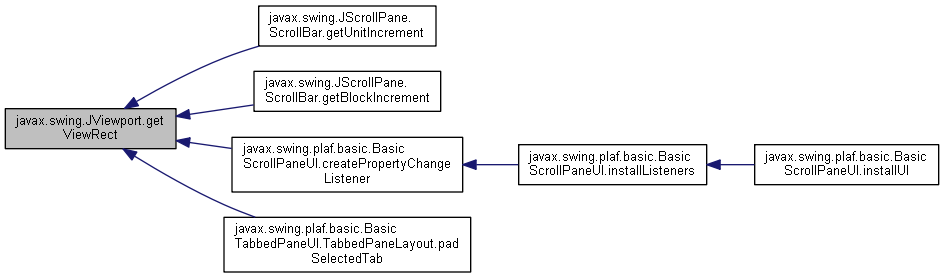 javax.swing.JScrollPane.
ScrollBar.getUnitIncrement
javax.swing.JScrollPane.
ScrollBar.getBlockIncrement
javax.swing.JViewport.get
ViewRect
javax.swing.plaf.basic.Basic
ScrollPaneUI.createPropertyChange
Listener
javax.swing.plaf.basic.Basic
ScrollPaneUI.installListeners
javax.swing.plaf.basic.Basic
ScrollPaneUI.installUI
javax.swing.plaf.basic.Basic
TabbedPaneUI.TabbedPaneLayout.pad
SelectedTab